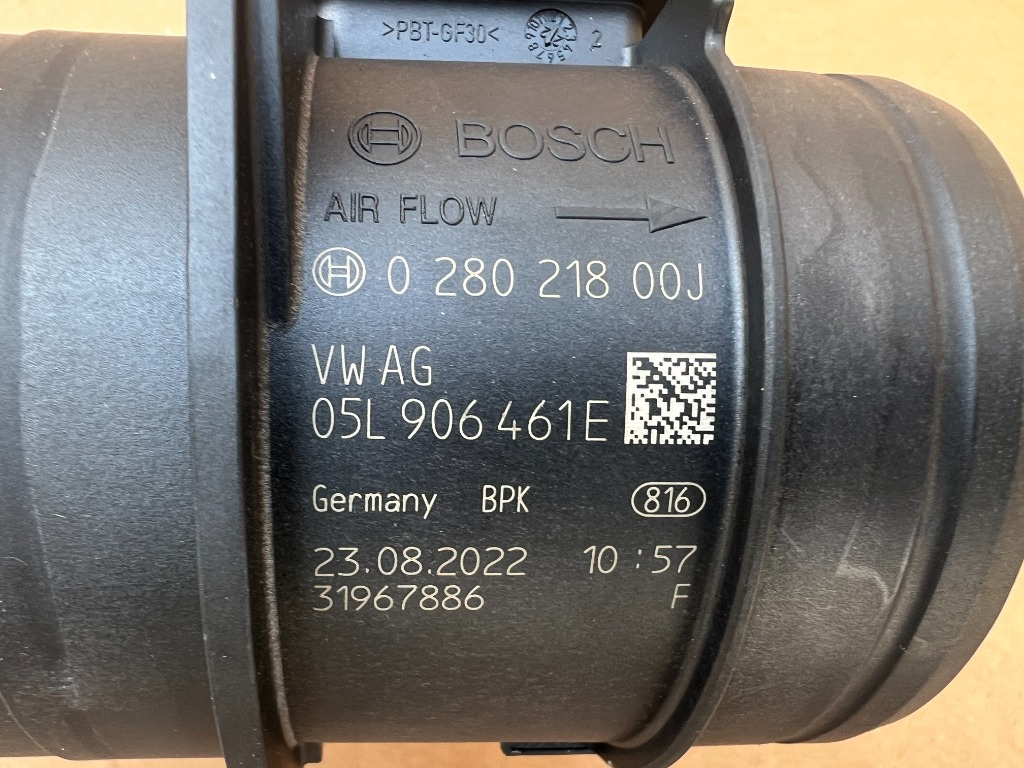 >PBT-GF30<
2
BOSCH
AIR FLOW
0 280 218 00J
VW AG
05L 906 461E
Germany BPK 816
23.08.2022 10:57
31967886 F